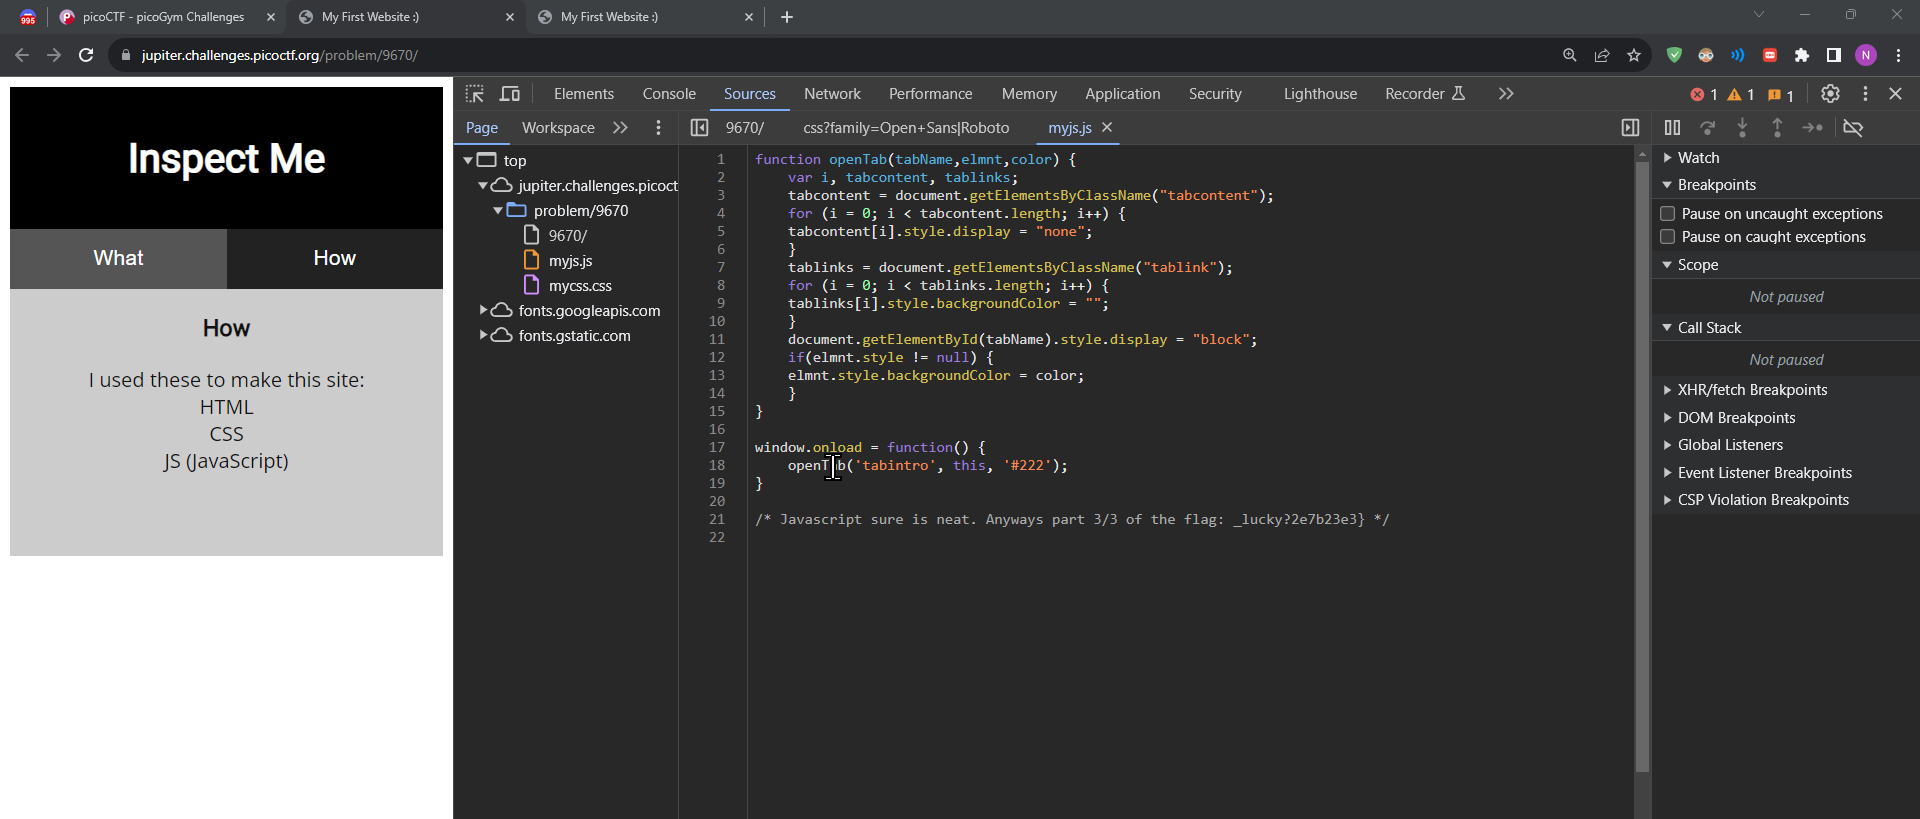 995
picoCTF - picoGym Challenges
My First Website :)
My First Website :)
jupiter.challenges.picoctf.org/problem/9670/
N
Inspect Me
What
How
How
I used these to make this site:
HTML
CSS
JS (JavaScript)
Elements
Console
Sources
Network
Performance
Memory
Application
Security
Lighthouse
Recorder
1
1
1
Page
Workspace
9670/
css?family=Open+Sans|Roboto
myjs.js
top
jupiter.challenges.picoct
problem/9670
9670/
myjs.js
mycss.css
fonts.googleapis.com
fonts.gstatic.com
1 function openTab(tabName,elmnt,color) {
2     var i, tabcontent, tablinks;
3     tabcontent = document.getElementsByClassName("tabcontent");
4     for (i = 0; i < tabcontent.length; i++) {
5     tabcontent[i].style.display = "none";
6     }
7     tablinks = document.getElementsByClassName("tablink");
8     for (i = 0; i < tablinks.length; i++) {
9     tablinks[i].style.backgroundColor = "";
10     }
11     document.getElementById(tabName).style.display = "block";
12     if(elmnt.style != null) {
13     elmnt.style.backgroundColor = color;
14     }
15 }
16
17 window.onload = function() {
18     openTab('tabintro', this, '#222');
19 }
20
21 /* Javascript sure is neat. Anyways part 3/3 of the flag: _lucky?2e7b23e3} */
22
Watch
Breakpoints
Pause on uncaught exceptions
Pause on caught exceptions
Scope
Not paused
Call Stack
Not paused
XHR/fetch Breakpoints
DOM Breakpoints
Global Listeners
Event Listener Breakpoints
CSP Violation Breakpoints